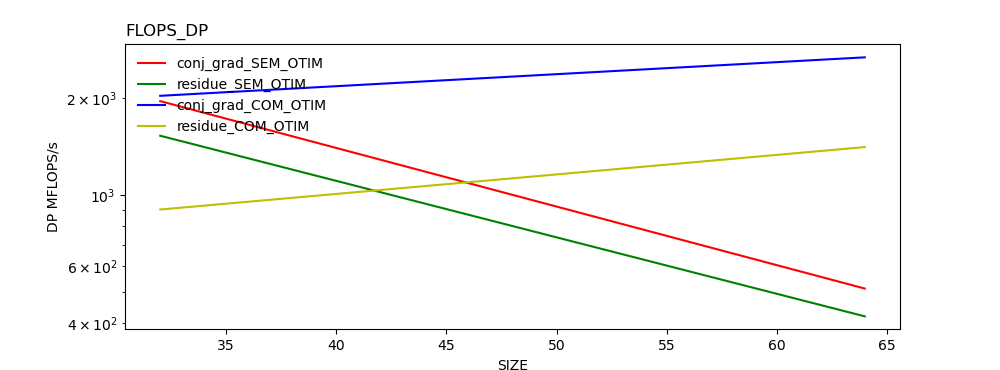 FLOPS_DP
conj_grad_SEM_OTIM
residue_SEM_OTIM
conj_grad_COM_OTIM
residue_COM_OTIM
2 × 10³
10³
6 × 10²
4 × 10²
DP MFLOPS/s
35 40 45 50 55 60 65
SIZE